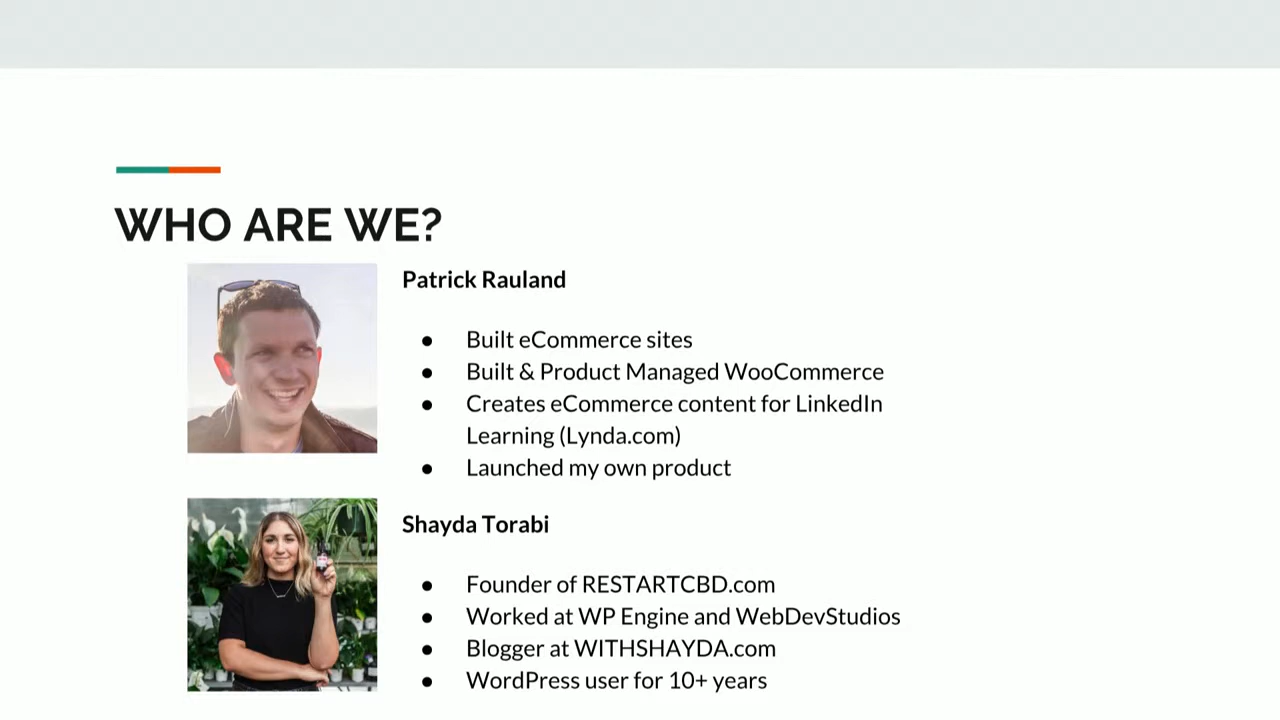 WHO ARE WE?
Patrick Rauland
● Built eCommerce sites
● Built & Product Managed WooCommerce
● Creates eCommerce content for LinkedIn
Learning (Lynda.com)
● Launched my own product
Shayda Torabi
● Founder of RESTARTCBD.com
● Worked at WP Engine and WebDevStudios
● Blogger at WITHSHAYDA.com
● WordPress user for 10+ years